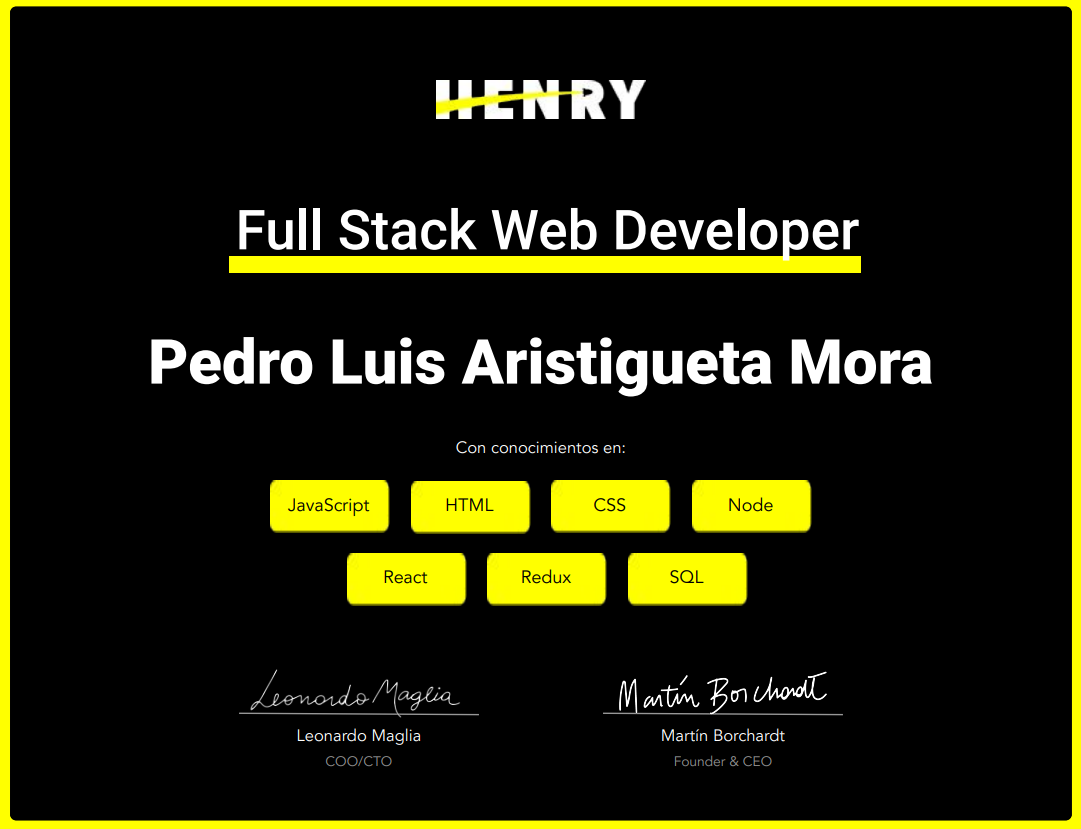 HENRY
Full Stack Web Developer
Pedro Luis Aristigueta Mora
Con conocimientos en:
JavaScript HTML CSS Node
React Redux SQL
Leonardo Maglia Martín Borchardt
Leonardo Maglia Martín Borchardt
COO/CTO Founder & CEO